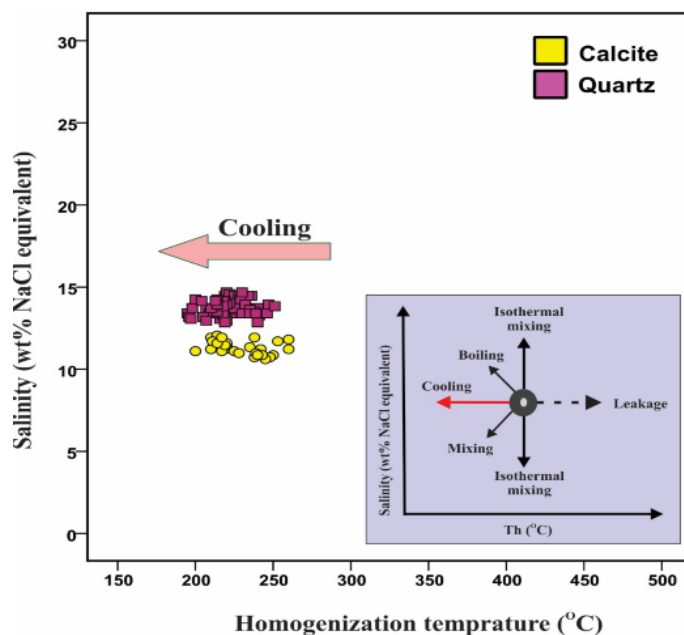 30
25
20
15
10
5
0
Salinity (wt% NaCl equivalent)
Calcite
Quartz
Cooling
150 200 250 300 350 400 450 500
Homogenization temprature (°C)
Isothermal
mixing
Boiling
Cooling
Leakage
Mixing
Isothermal
mixing
Salinity (wt% NaCl equivalent)
Th (°C)